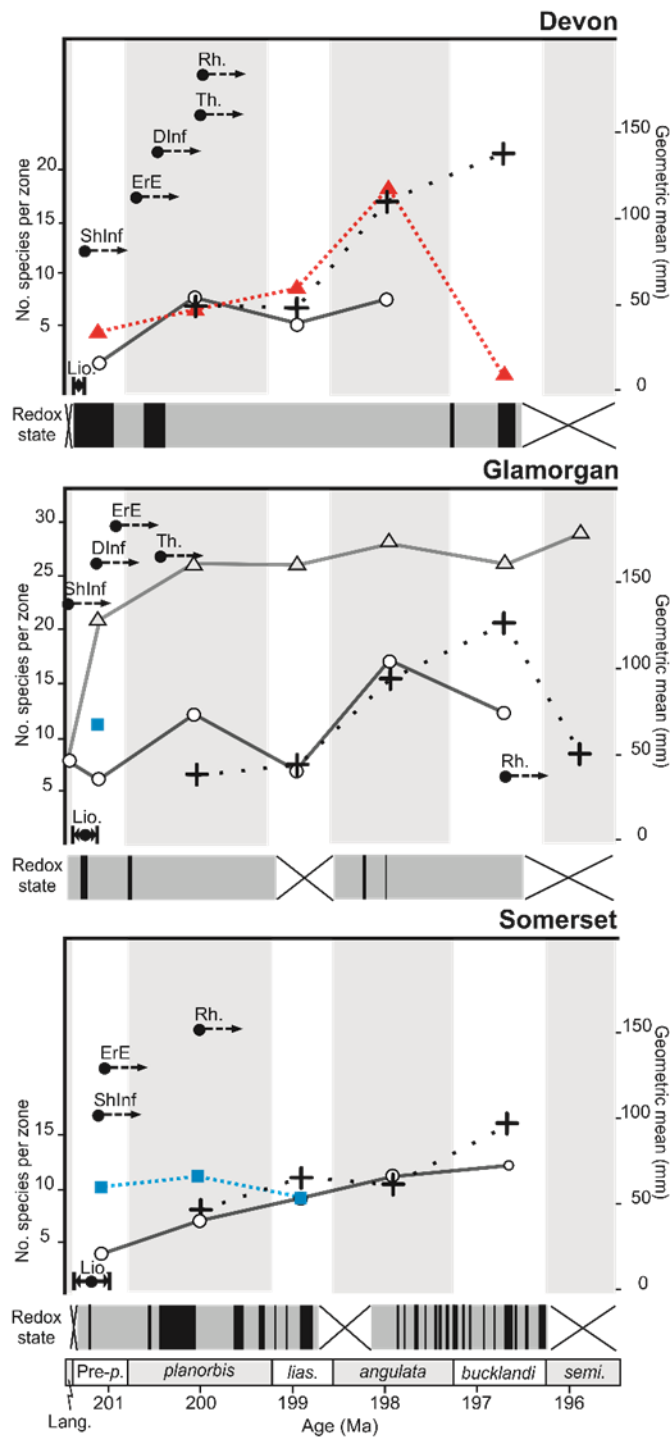 Devon
Rh.
Th.
DInf
ErE
ShInf
Lio.
20
15
10
5
No. species per zone
150
100
50
0
Geometric mean (mm)
Redox
state
Glamorgan
ErE
DInf
Th.
ShInf
Rh.
Lio.
30
25
20
15
10
5
No. species per zone
150
100
50
0
Geometric mean (mm)
Redox
state
Somerset
Rh.
ErE
ShInf
Lio.
15
10
5
No. species per zone
150
100
50
0
Geometric mean (mm)
Redox
state
Pre-p. planorbis lias. angulata bucklandi semi.
Lang.
201 200 199 198 197 196
Age (Ma)